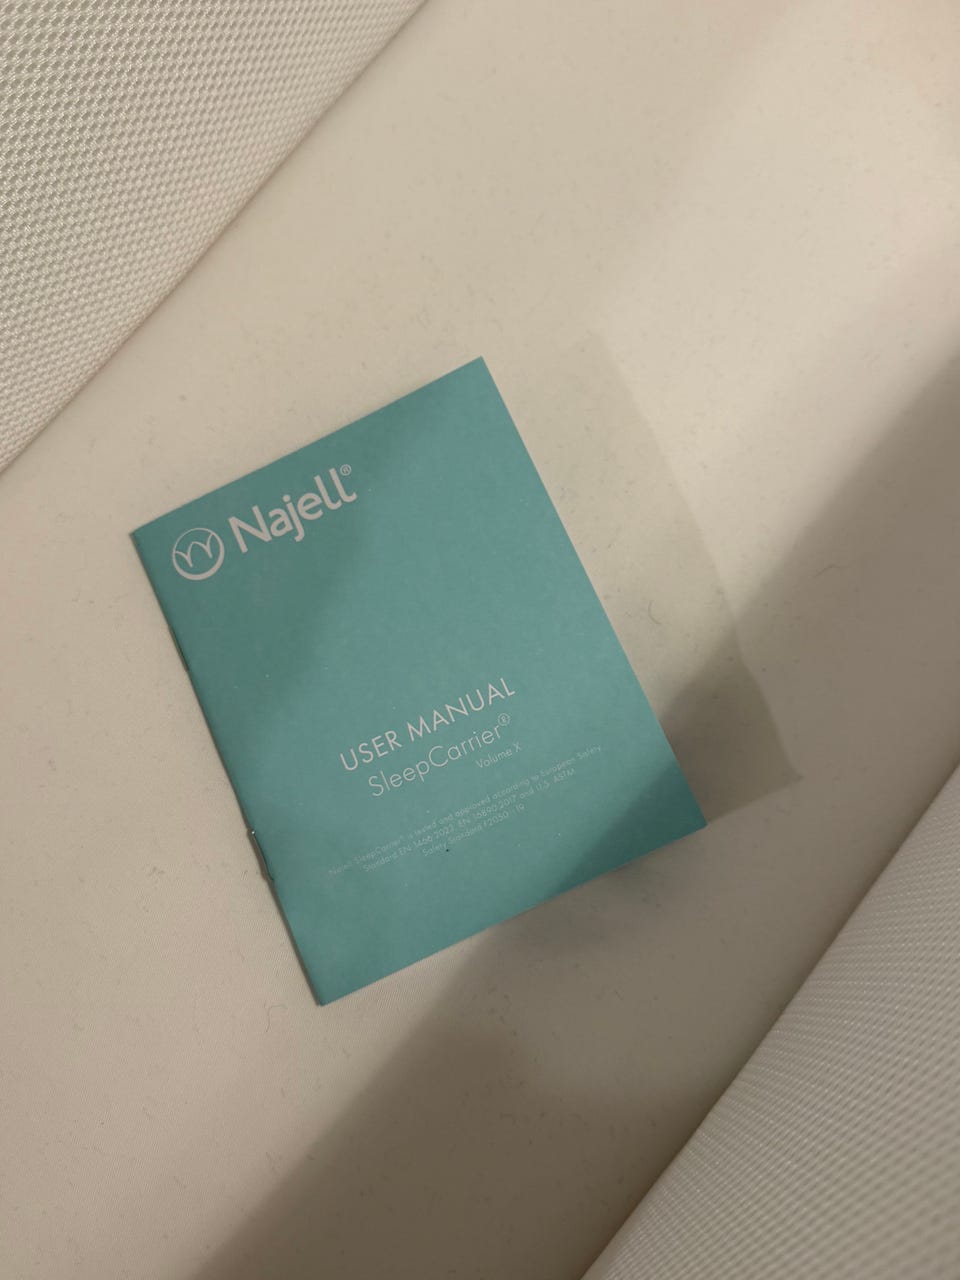 Najell®
USER MANUAL
SleepCarrier®
Volume X
Najell SleepCarrier® is tested and approved according to European Safety
Standard EN 1466:2023, EN 16890:2017 and U.S. ASTM
Safety Standard F2050 - 19